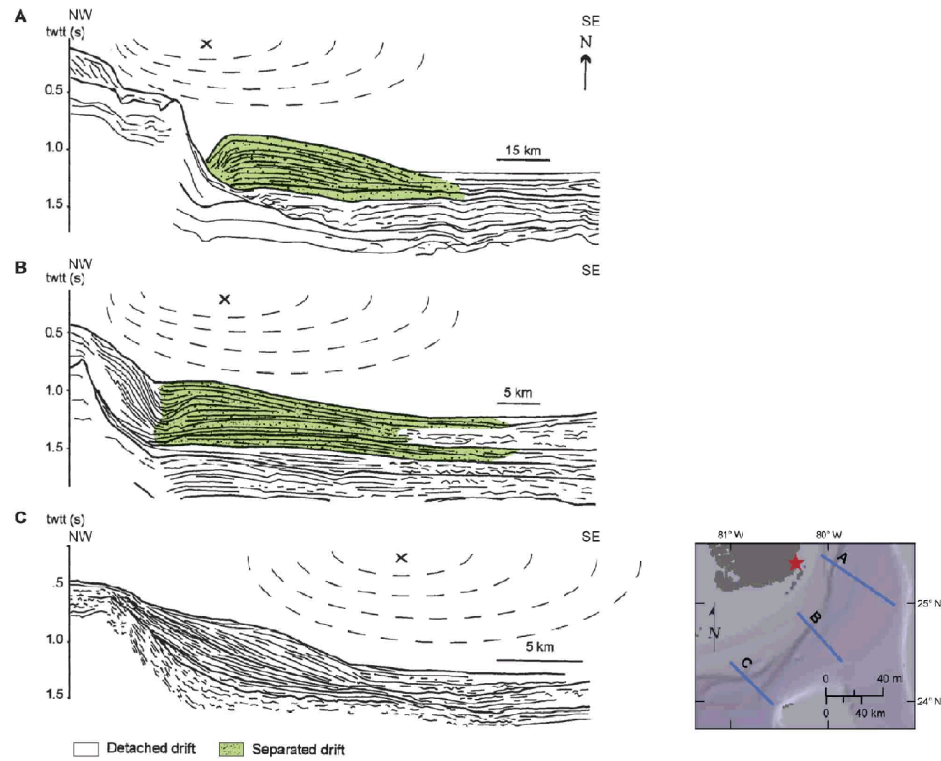 A
NW
SE
twtt (s)
×
N
0.5
1.0
15 km
1.5
B
NW
SE
twtt (s)
×
0.5
1.0
5 km
1.5
C
twtt (s)
NW
SE
×
.5
1.0
5 km
1.5
Detached drift
Separated drift
81° W
80° W
A
25° N
B
N
C
0
40 m
0
40 km
24° N